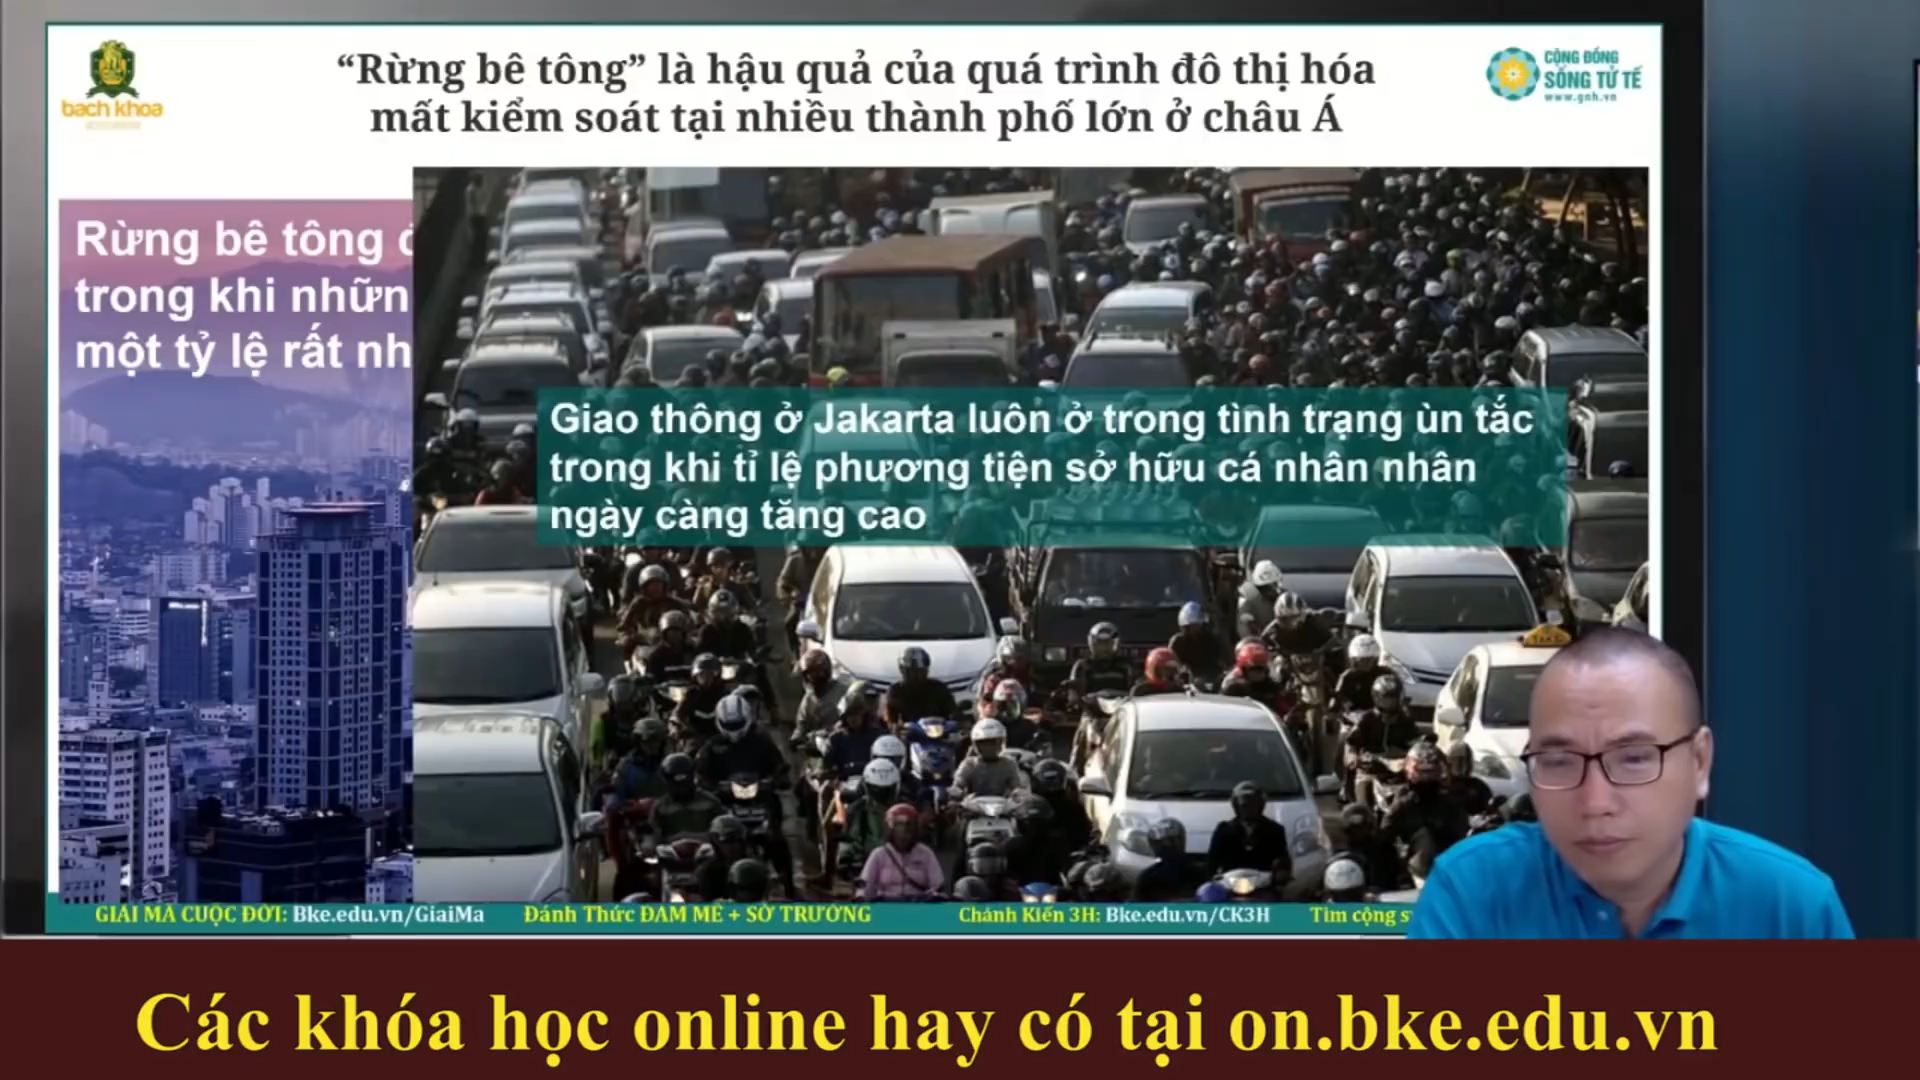 bach khoa
“Rừng bê tông” là hậu quả của quá trình đô thị hóa
mất kiểm soát tại nhiều thành phố lớn ở châu Á
CỘNG ĐỒNG
SỐNG TỬ TẾ
www.gnh.vn
Rừng bê tông
trong khi nhữn
một tỷ lệ rất nh
Giao thông ở Jakarta luôn ở trong tình trạng ùn tắc
trong khi tỉ lệ phương tiện sở hữu cá nhân nhân
ngày càng tăng cao
TAXI
GIẢI MÃ CUỘC ĐỜI: Bke.edu.vn/GiaiMa Đánh Thức ĐAM MÊ + SỞ TRƯỜNG Chánh Kiến 3H: Bke.edu.vn/CK3H Tìm cộng
Các khóa học online hay có tại on.bke.edu.vn